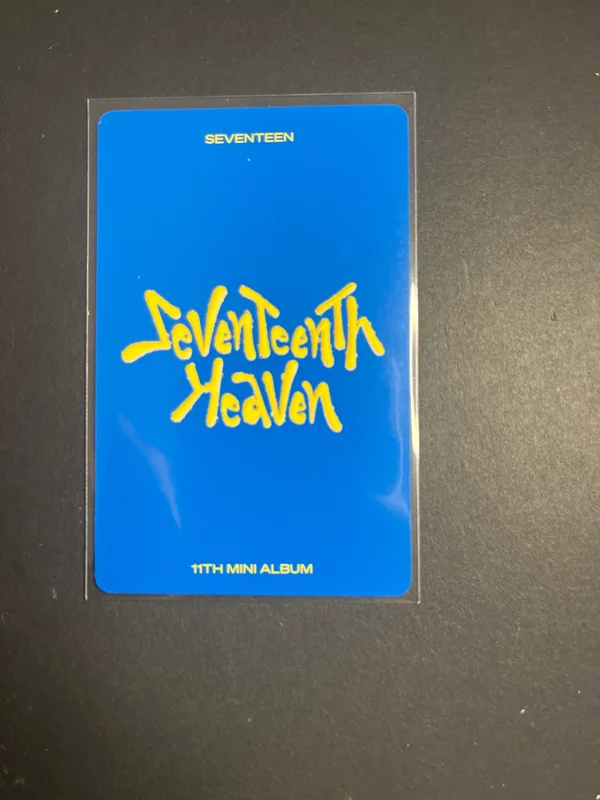 SEVENTEEN
SevenTeenTh
Heaven
11TH MINI ALBUM